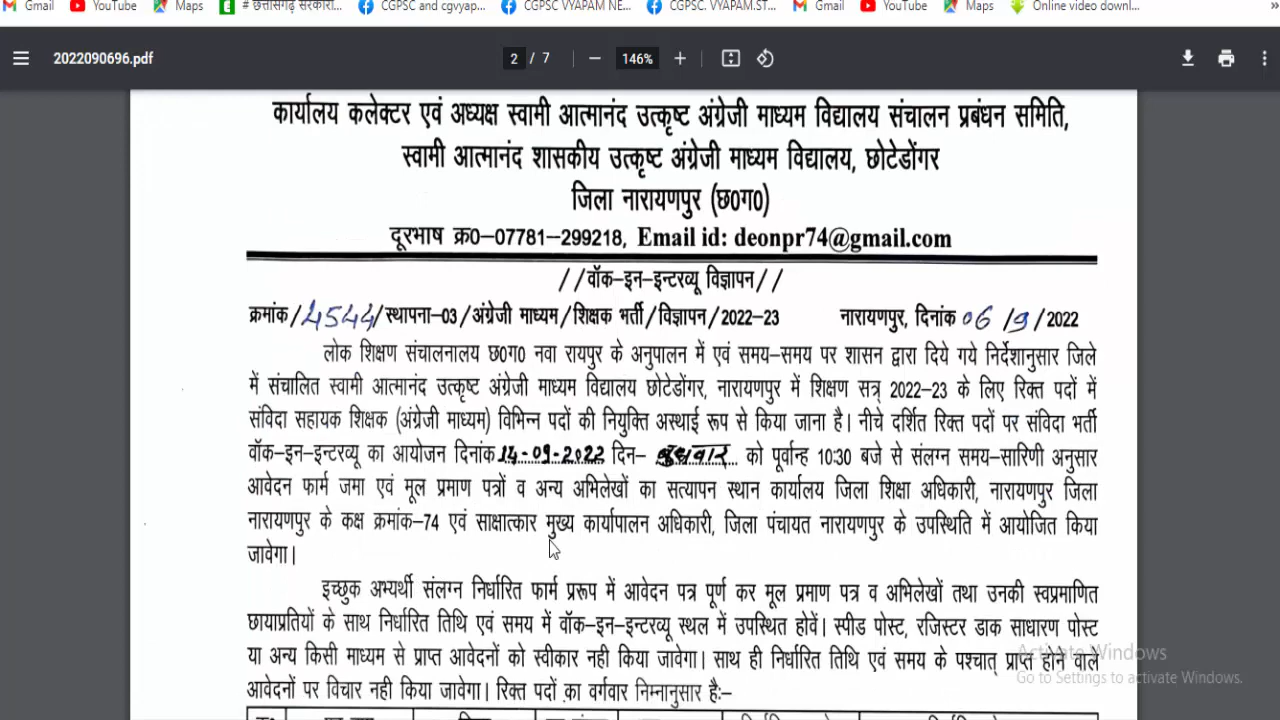 Gmail YouTube Maps # छत्तीसगढ़ सरकारी... CGPSC and cgvyap... CGPSC VYAPAM NE... CGPSC. VYAPAM.ST... Gmail YouTube Maps Online video downl... »
2022090696.pdf 2 / 7 — 146% +
कार्यालय कलेक्टर एवं अध्यक्ष स्वामी आत्मानंद उत्कृष्ट अंग्रेजी माध्यम विद्यालय संचालन प्रबंधन समिति,
स्वामी आत्मानंद शासकीय उत्कृष्ट अंग्रेजी माध्यम विद्यालय, छोटेडोंगर
जिला नारायणपुर (छ0ग0)
दूरभाष क्र0–07781–299218, Email id: deonpr74@gmail.com
//वॉक–इन–इन्टरव्यू विज्ञापन//
क्रमांक/4544/स्थापना–03/अंग्रेजी माध्यम/शिक्षक भर्ती/विज्ञापन/2022–23 नारायणपुर, दिनांक 06/9/2022
लोक शिक्षण संचालनालय छ0ग0 नवा रायपुर के अनुपालन में एवं समय–समय पर शासन द्वारा दिये गये निर्देशानुसार जिले
में संचालित स्वामी आत्मानंद उत्कृष्ट अंग्रेजी माध्यम विद्यालय छोटेडोंगर, नारायणपुर में शिक्षण सत्र् 2022–23 के लिए रिक्त पदों में
संविदा सहायक शिक्षक (अंग्रेजी माध्यम) विभिन्न पदों की नियुक्ति अस्थाई रूप से किया जाना है। नीचे दर्शित रिक्त पदों पर संविदा भर्ती
वॉक–इन–इन्टरव्यू का आयोजन दिनांक 14-09-2022 दिन– बुधवार... को पूर्वान्ह 10:30 बजे से संलग्न समय–सारिणी अनुसार
आवेदन फार्म जमा एवं मूल प्रमाण पत्रों व अन्य अभिलेखों का सत्यापन स्थान कार्यालय जिला शिक्षा अधिकारी, नारायणपुर जिला
नारायणपुर के कक्ष क्रमांक–74 एवं साक्षात्कार मुख्य कार्यापालन अधिकारी, जिला पंचायत नारायणपुर के उपस्थिति में आयोजित किया
जावेगा।
इच्छुक अभ्यर्थी संलग्न निर्धारित फार्म प्ररूप में आवेदन पत्र पूर्ण कर मूल प्रमाण पत्र व अभिलेखों तथा उनकी स्वप्रमाणित
छायाप्रतियों के साथ निर्धारित तिथि एवं समय में वॉक–इन–इन्टरव्यू स्थल में उपस्थित होवें। स्पीड पोस्ट, रजिस्टर डाक साधारण पोस्ट
या अन्य किसी माध्यम से प्राप्त आवेदनों को स्वीकार नही किया जावेगा। साथ ही निर्धारित तिथि एवं समय के पश्चात् प्राप्त होने वाले
आवेदनों पर विचार नही किया जावेगा। रिक्त पदों का वर्गवार निम्नानुसार है:–
Activate Windows
Go to Settings to activate Windows.